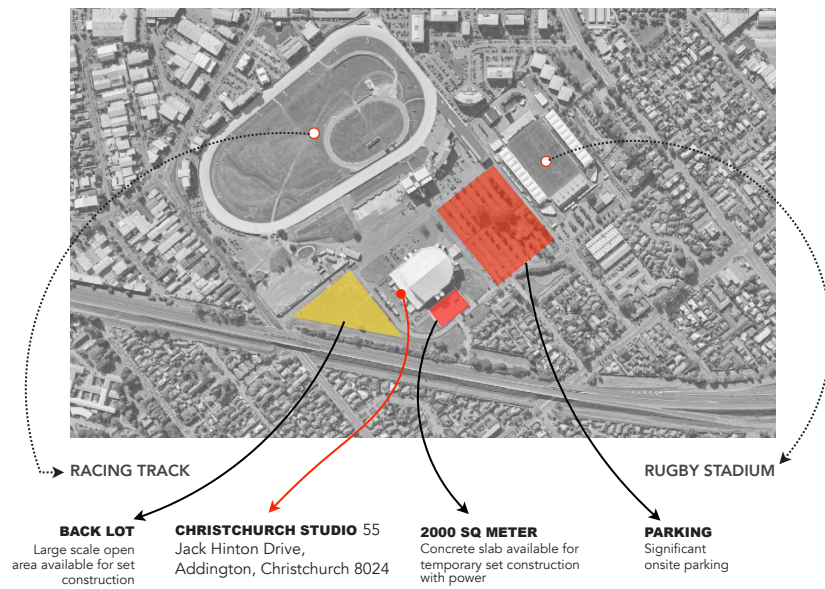 RACING TRACK
RUGBY STADIUM
BACK LOT
Large scale open
area available for set
construction
CHRISTCHURCH STUDIO 55
Jack Hinton Drive,
Addington, Christchurch 8024
2000 SQ METER
Concrete slab available for
temporary set construction
with power
PARKING
Significant
onsite parking